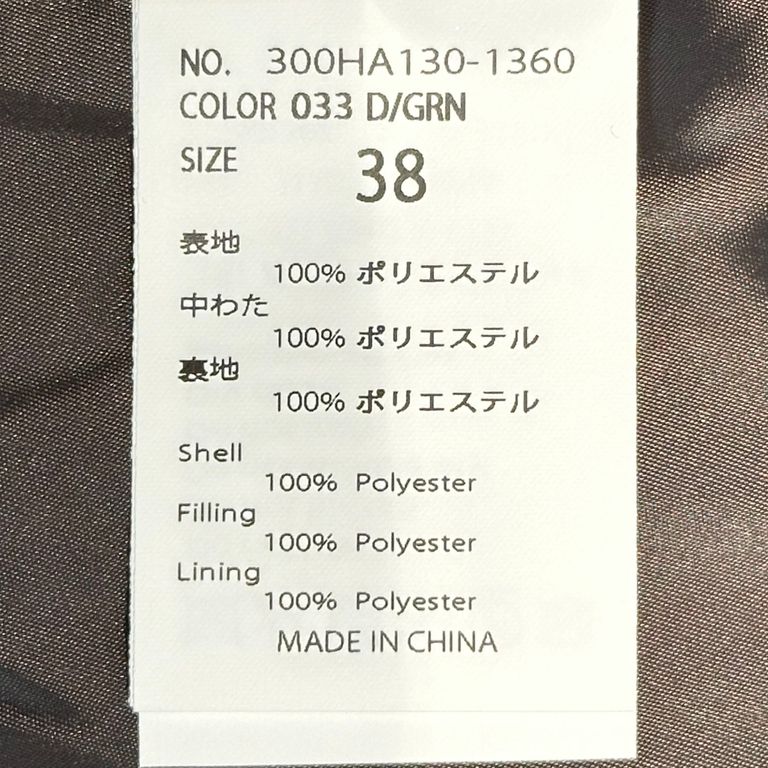 NO. 300HA130-1360
COLOR 033 D/GRN
SIZE 38
表地
100% ポリエステル
中わた
100% ポリエステル
裏地
100% ポリエステル
Shell
100% Polyester
Filling
100% Polyester
Lining
100% Polyester
MADE IN CHINA